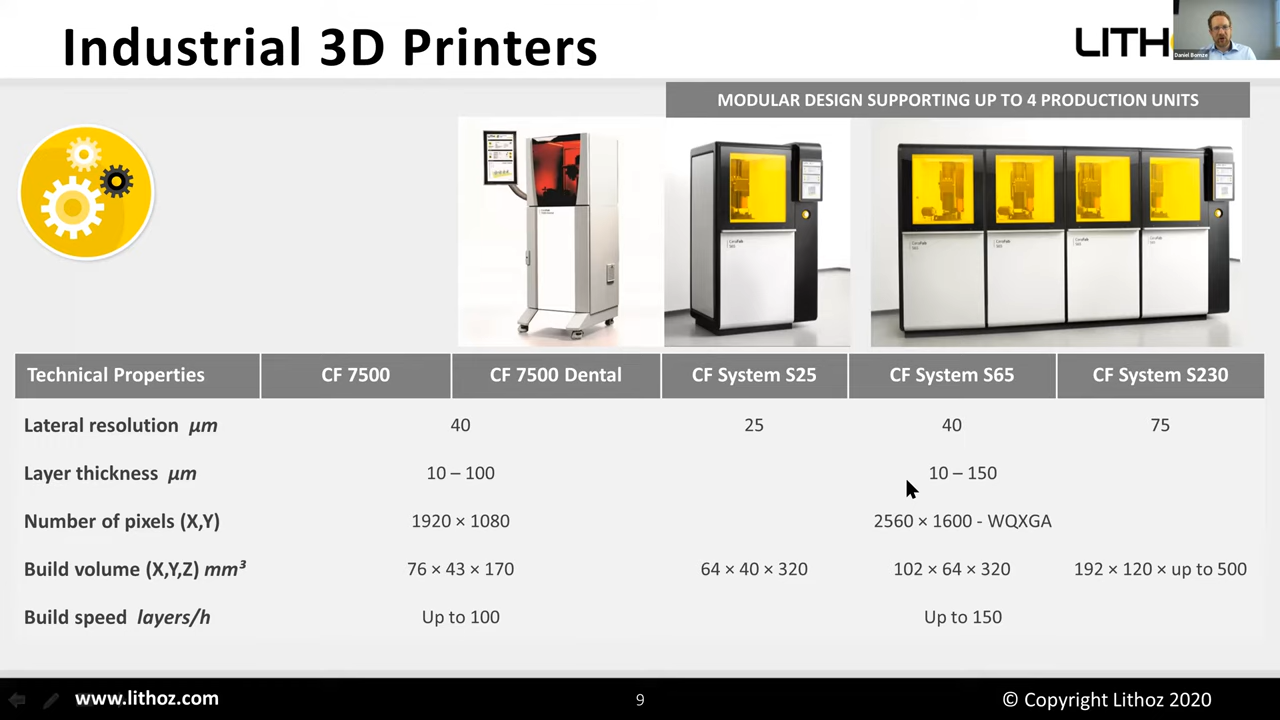 Industrial 3D Printers
LITH
Daniel Bomze
MODULAR DESIGN SUPPORTING UP TO 4 PRODUCTION UNITS
Technical Properties CF 7500 CF 7500 Dental CF System S25 CF System S65 CF System S230
Lateral resolution μm 40 25 40 75
Layer thickness μm 10 – 100 10 – 150
Number of pixels (X,Y) 1920 × 1080 2560 × 1600 - WQXGA
Build volume (X,Y,Z) mm³ 76 × 43 × 170 64 × 40 × 320 102 × 64 × 320 192 × 120 × up to 500
Build speed layers/h Up to 100 Up to 150
www.lithoz.com 9 © Copyright Lithoz 2020